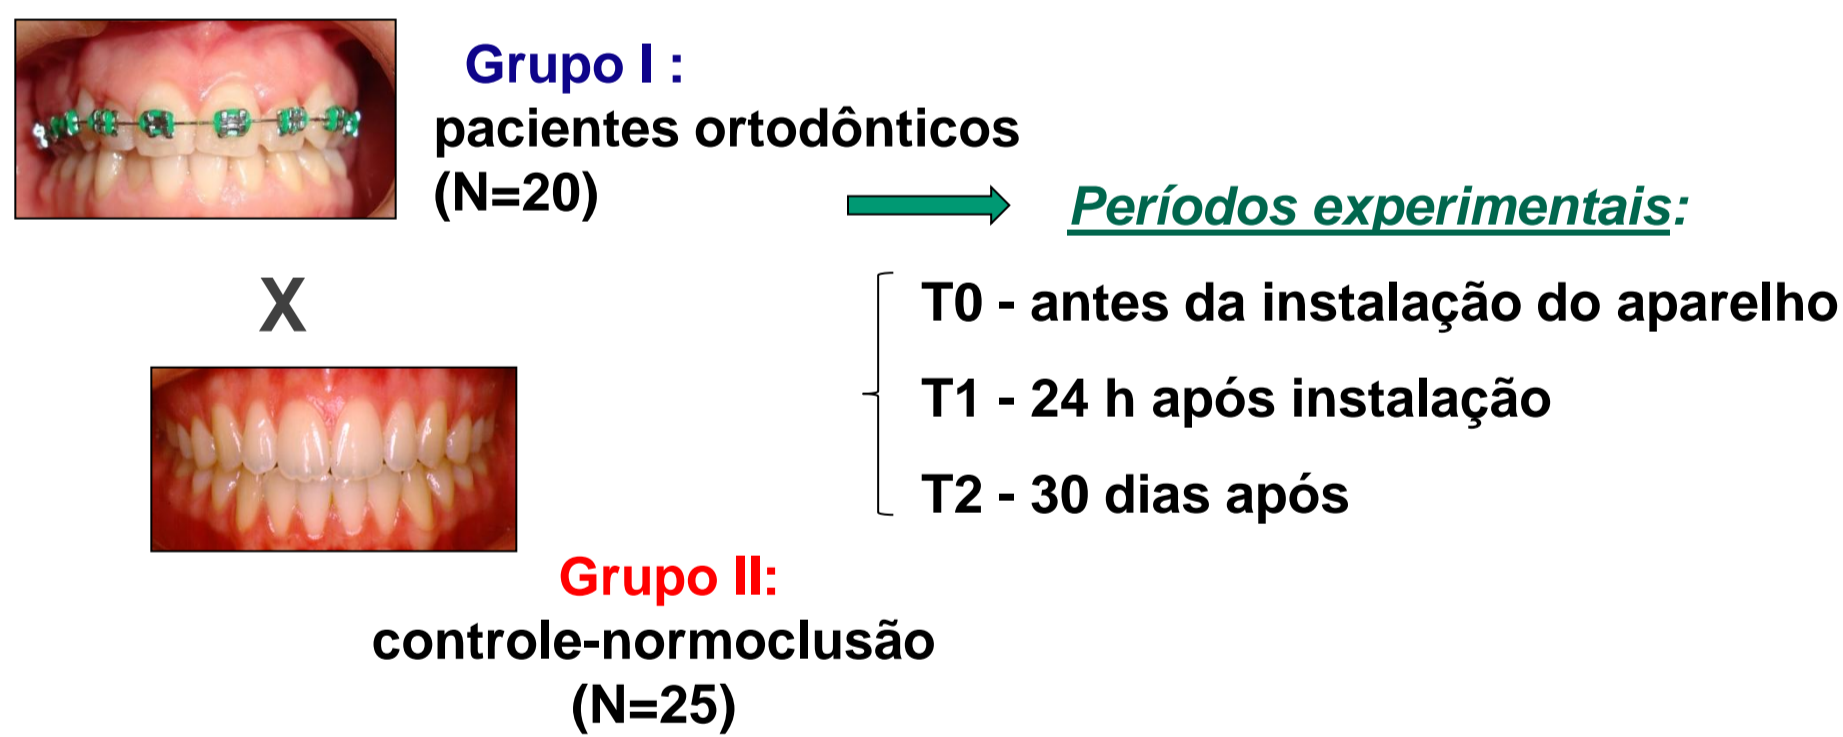 Grupo I :
pacientes ortodônticos
(N=20)
Períodos experimentais:
X
T0 - antes da instalação do aparelho
T1 - 24 h após instalação
T2 - 30 dias após
Grupo II:
controle-normoclusão
(N=25)